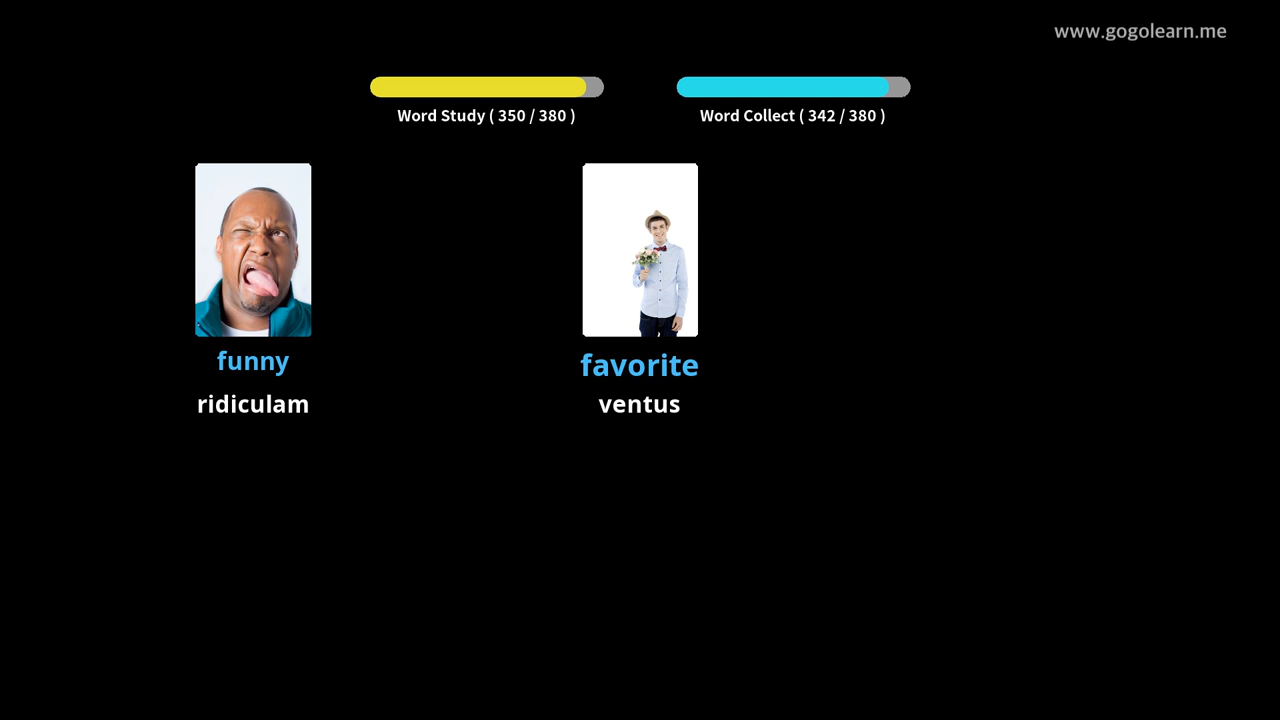 www.gogolearn.me
Word Study ( 350 / 380 )
Word Collect ( 342 / 380 )
funny
favorite
ridiculam
ventus